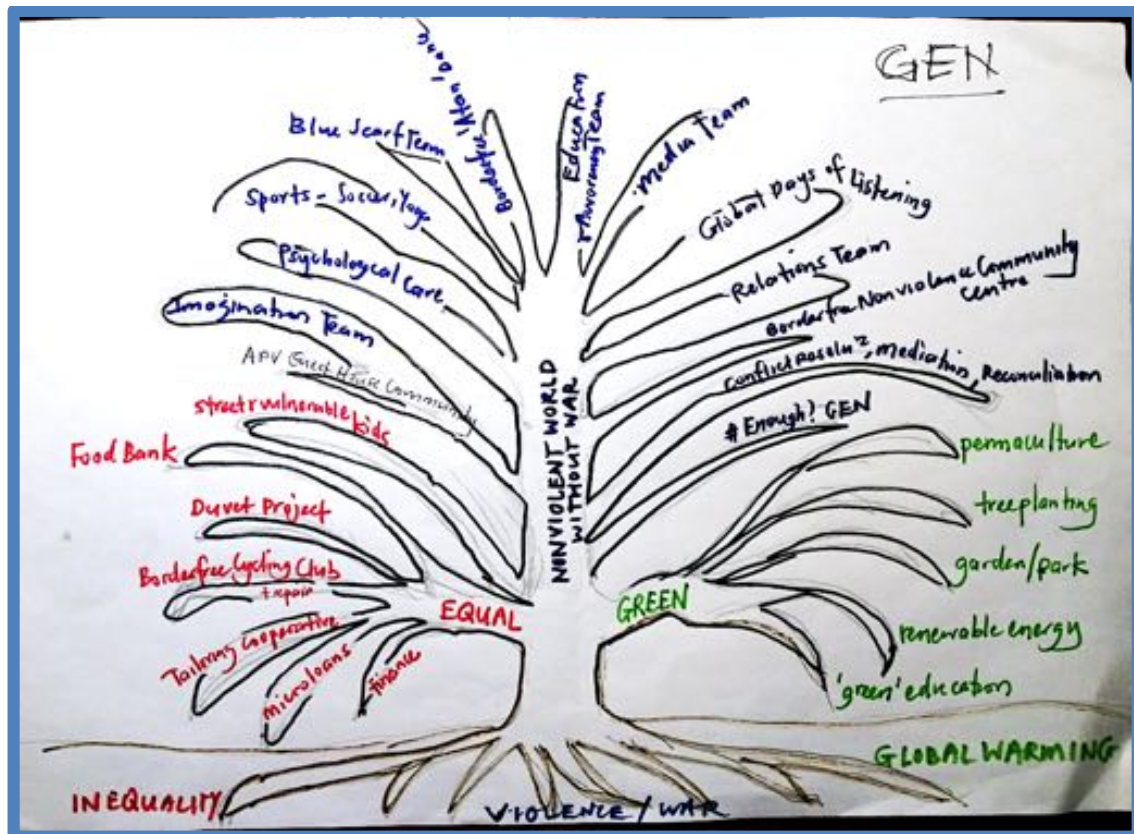 GEN
Borderfree
Education
Awareness Team
Media Team
Blue Scarf Team
Global Days of Listening
Sports - Soccer, Yoga
Psychological Care
Relations Team
Imagination Team
Borderfree Nonviolence Community
Centre
APV Guest House Community
mediation, Reconciliation
# Enough! GEN
street vulnerable
kids
Food Bank
permaculture
Duvet Project
treeplanting
Borderfree Cycling Club
+ repair
garden/park
NONVIOLENT WORLD
WITHOUT WAR
EQUAL
GREEN
Tailoring Cooperative
microloans
finance
renewable energy
'green' education
GLOBAL WARMING
INEQUALITY
VIOLENCE / WAR